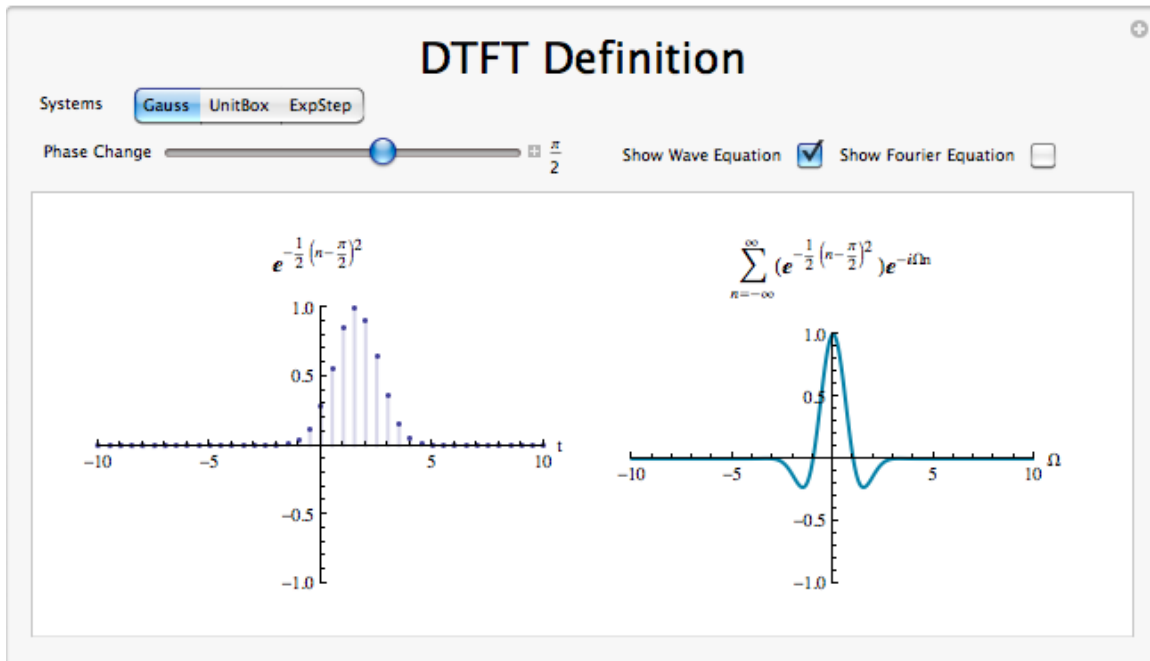 DTFT Definition
Systems Gauss UnitBox ExpStep
Phase Change π/2 Show Wave Equation Show Fourier Equation
e^{-1/2 (n-π/2)^2}
1.0
0.5
-10 -5 5 10 t
-0.5
-1.0
∑_{n=-∞}^{∞} (e^{-1/2 (n-π/2)^2})e^{-iΩn}
1.0
0.5
-10 -5 5 10 Ω
-0.5
-1.0